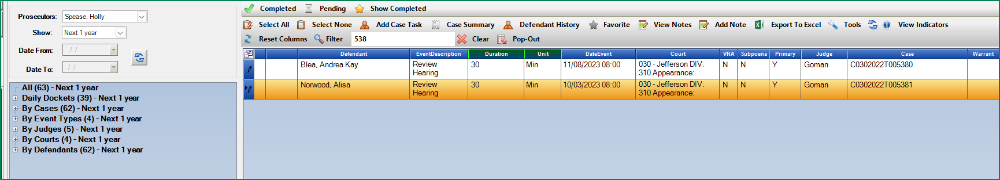 Prosecutors: Spease, Holly
Show: Next 1 year
Date From: / /
Date To: / /
All (63) - Next 1 year
Daily Dockets (39) - Next 1 year
By Cases (62) - Next 1 year
By Event Types (4) - Next 1 year
By Judges (5) - Next 1 year
By Courts (4) - Next 1 year
By Defendants (62) - Next 1 year
Completed Pending Show Completed
Select All Select None Add Case Task Case Summary Defendant History Favorite View Notes Add Note Export To Excel Tools View Indicators
Reset Columns Filter 538 Clear Pop-Out
Defendant EventDescription Duration Unit DateEvent Court VRA Subpoena Primary Judge Case Warrant
Blea, Andrea Kay Review 30 Min 11/08/2023 08:00 030 - Jefferson DIV: N N Y Goman C0302022T005380
Hearing 310 Appearance:
Norwood, Alisa Review 30 Min 10/03/2023 08:00 030 - Jefferson DIV: N N Y Goman C0302022T005381
Hearing 310 Appearance: